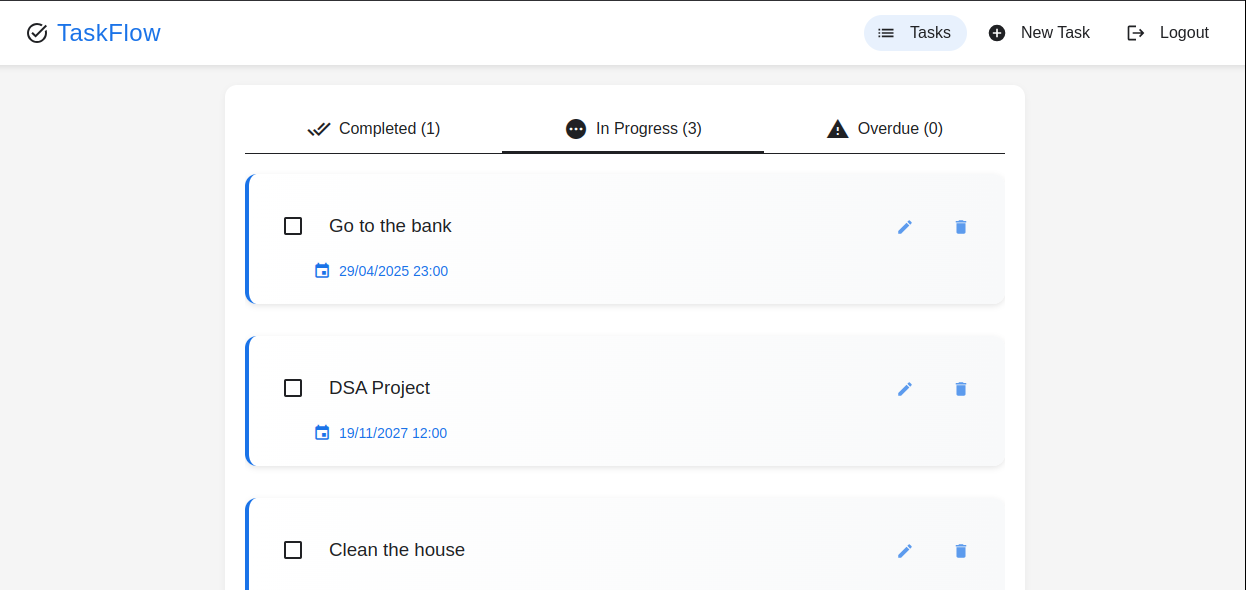 TaskFlow
Tasks
New Task
Logout
Completed (1)
In Progress (3)
Overdue (0)
Go to the bank
29/04/2025 23:00
DSA Project
19/11/2027 12:00
Clean the house